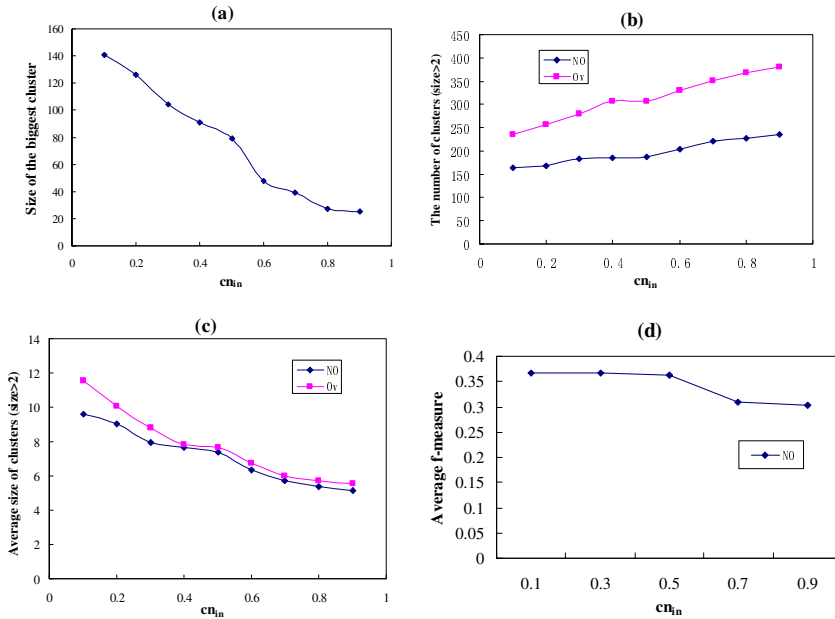 (a)
Size of the biggest cluster
160
140
120
100
80
60
40
20
0
0 0.2 0.4 0.6 0.8 1
cn_in
(b)
The number of clusters (size>2)
450
400
350
300
250
200
150
100
50
0
NO
Ov
0 0.2 0.4 0.6 0.8 1
cn_in
(c)
Average size of clusters (size>2)
14
12
10
8
6
4
2
0
NO
Ov
0 0.2 0.4 0.6 0.8 1
cn_in
(d)
Average f-measure
0.4
0.35
0.3
0.25
0.2
0.15
0.1
0.05
0
NO
0.1 0.3 0.5 0.7 0.9
cn_in